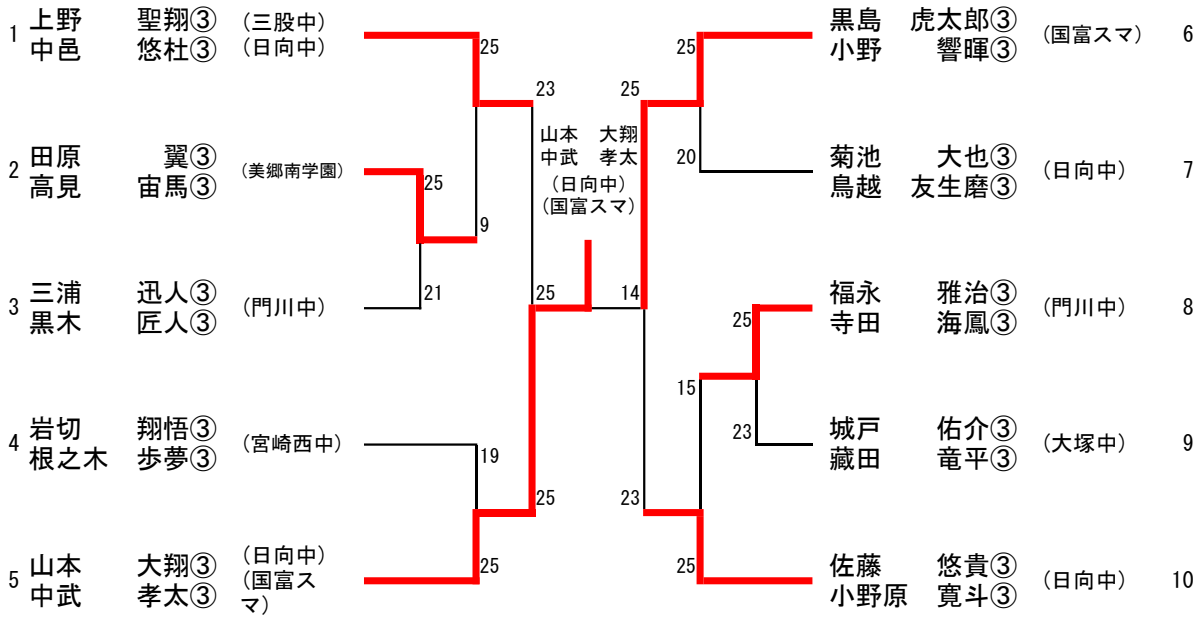 1 上野 聖翔③ (三股中)
中邑 悠杜③ (日向中)
25
23
2 田原 翼③ (美郷南学園)
高見 宙馬③
25
9
3 三浦 迅人③ (門川中)
黒木 匠人③
21
25
4 岩切 翔悟③ (宮崎西中)
根之木 歩夢③
19
25
5 山本 大翔③ (日向中)
中武 孝太③ (国富ス
マ)
25
山本 大翔
中武 孝太
(日向中)
(国富スマ)
黒島 虎太郎③ (国富スマ) 6
小野 響暉③
25
25
菊池 大也③ (日向中) 7
鳥越 友生磨③
20
14
福永 雅治③ (門川中) 8
寺田 海鳳③
25
15
城戸 佑介③ (大塚中) 9
藏田 竜平③
23
23
佐藤 悠貴③ (日向中) 10
小野原 寛斗③
25